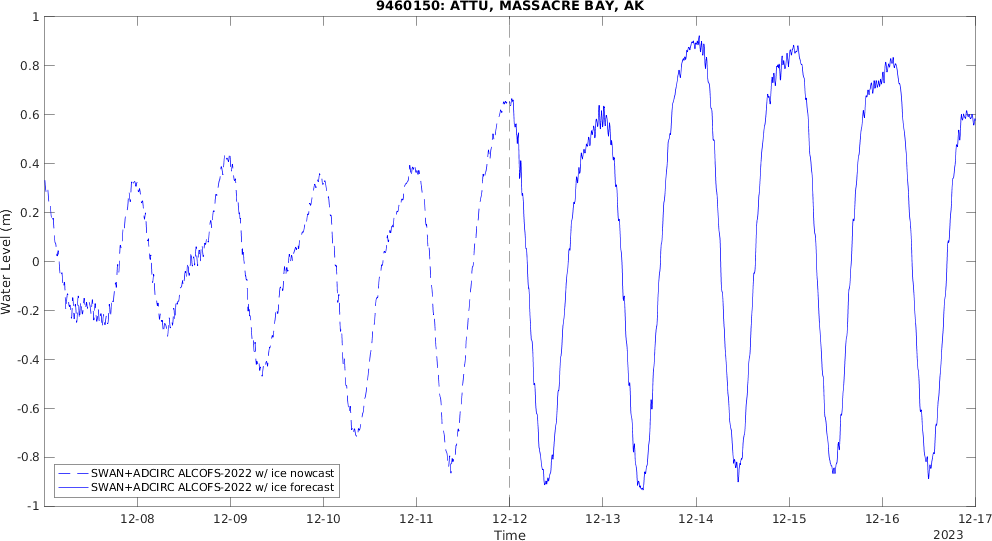 9460150: ATTU, MASSACRE BAY, AK
1
0.8
0.6
0.4
0.2
0
-0.2
-0.4
-0.6
-0.8
-1
Water Level (m)
SWAN+ADCIRC ALCOFS-2022 w/ ice nowcast
SWAN+ADCIRC ALCOFS-2022 w/ ice forecast
12-08 12-09 12-10 12-11 12-12 12-13 12-14 12-15 12-16 12-17
Time
2023